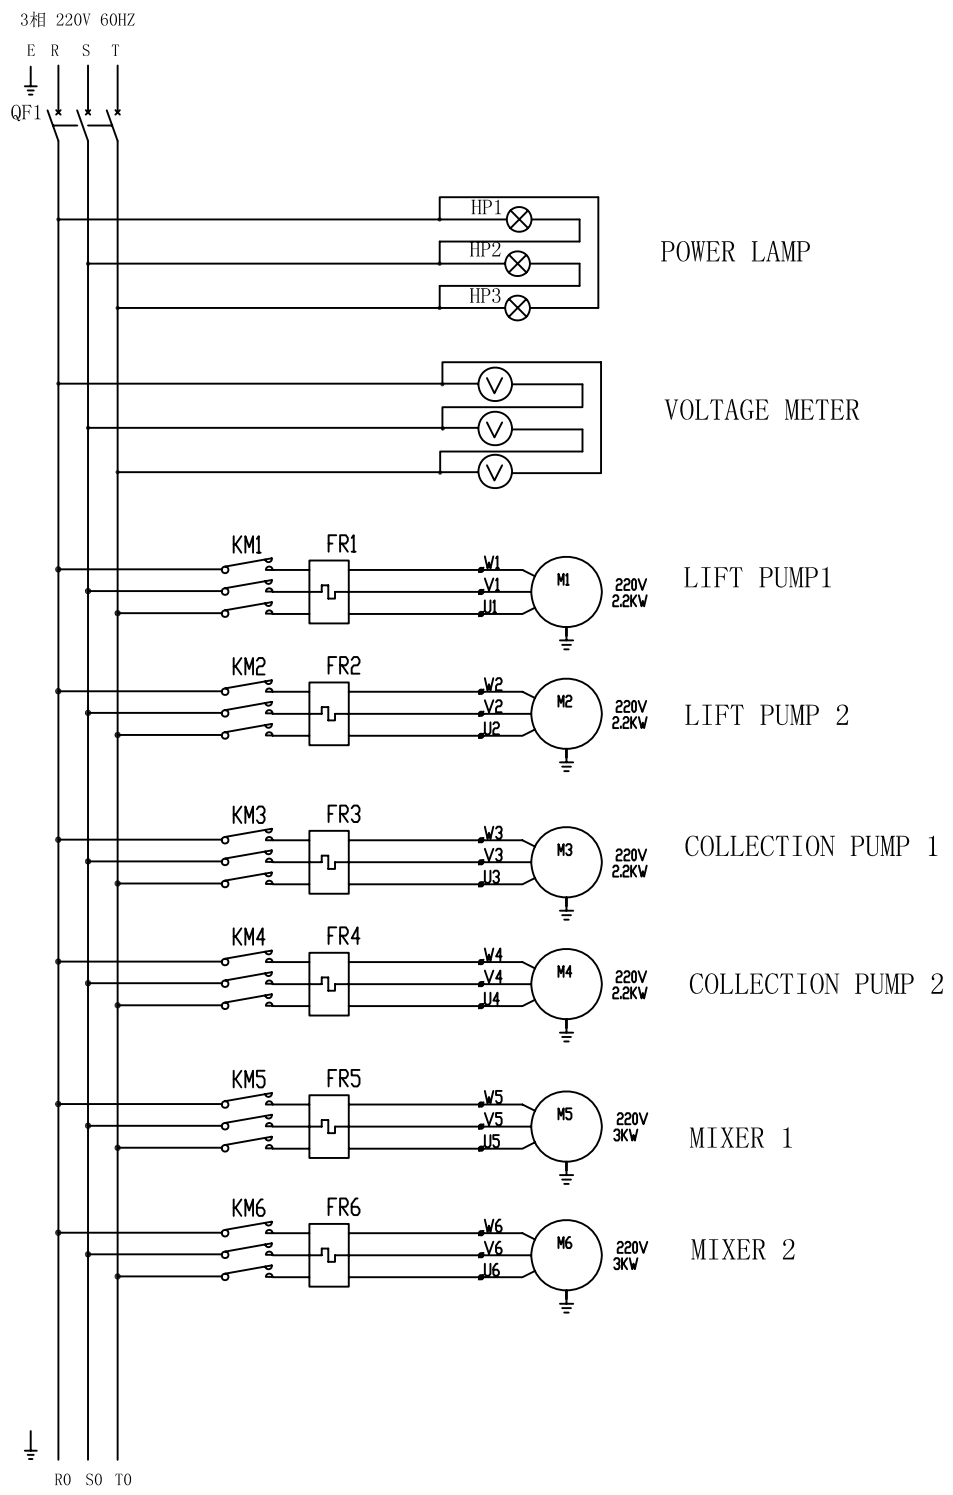 3相 220V 60HZ
E R S T
QF1
HP1
HP2
HP3
POWER LAMP
V
V
V
VOLTAGE METER
KM1 FR1 W1 V1 U1 M1 220V 2.2KW LIFT PUMP1
KM2 FR2 W2 V2 U2 M2 220V 2.2KW LIFT PUMP 2
KM3 FR3 W3 V3 U3 M3 220V 2.2KW COLLECTION PUMP 1
KM4 FR4 W4 V4 U4 M4 220V 2.2KW COLLECTION PUMP 2
KM5 FR5 W5 V5 U5 M5 220V 3KW MIXER 1
KM6 FR6 W6 V6 U6 M6 220V 3KW MIXER 2
R0 S0 T0